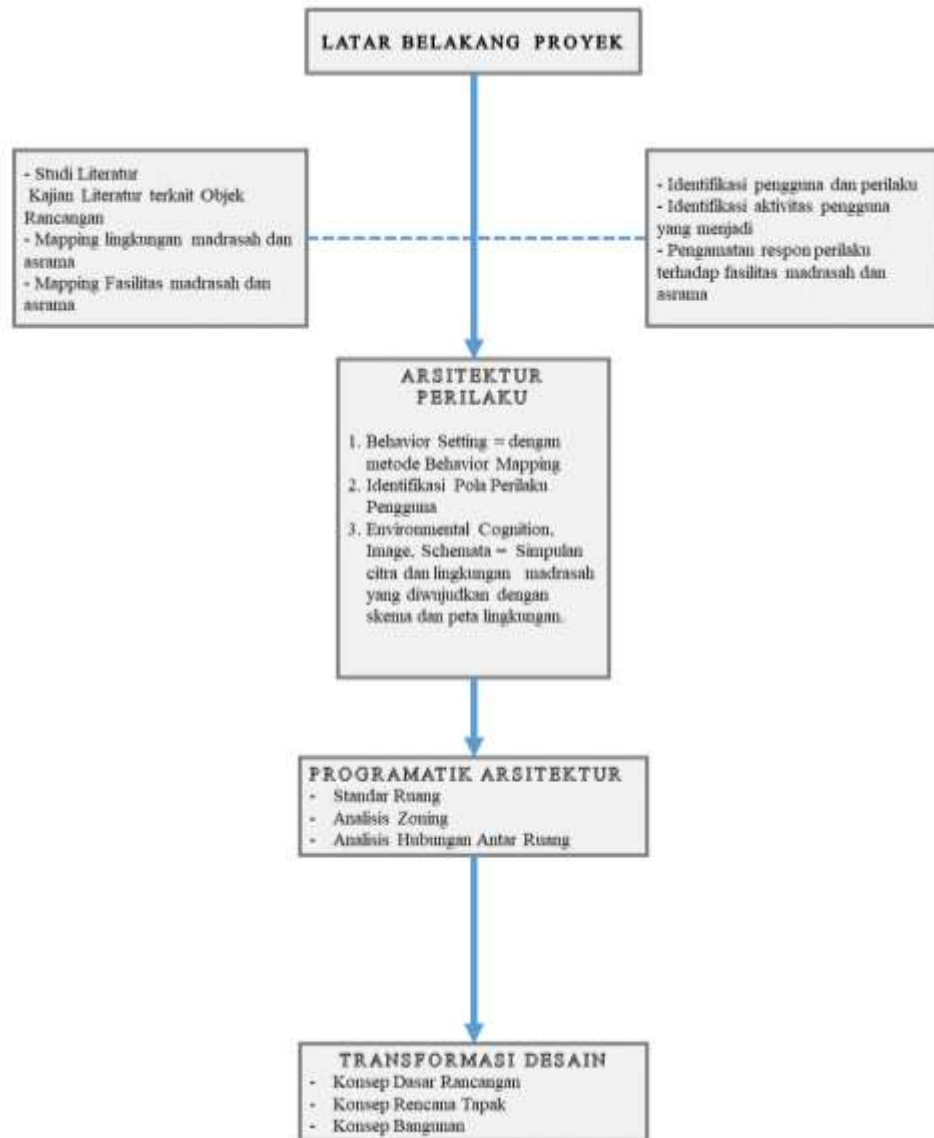 LATAR BELAKANG PROYEK
- Studi Literatur
Kajian Literatur terkait Objek
Rancangan
- Mapping lingkungan madrasah dan
asrama
- Mapping Fasilitas madrasah dan
asrama
- Identifikasi pengguna dan perilaku
- Identifikasi aktivitas pengguna
yang menjadi
- Pengamatan respon perilaku
terhadap fasilitas madrasah dan
asrama
ARSITEKTUR
PERILAKU
1. Behavior Setting = dengan
metode Behavior Mapping
2. Identifikasi Pola Perilaku
Pengguna
3. Environmental Cognition,
Image, Schemata = Simpulan
citra dan lingkungan madrasah
yang diwujudkan dengan
skema dan peta lingkungan.
PROGRAMATIK ARSITEKTUR
- Standar Ruang
- Analisis Zoning
- Analisis Hubungan Antar Ruang
TRANSFORMASI DESAIN
- Konsep Dasar Rancangan
- Konsep Rencana Tapak
- Konsep Bangunan